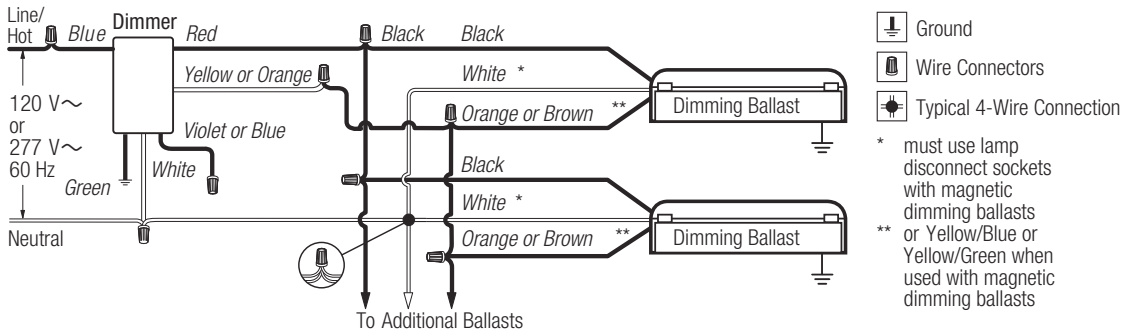 Line/
Hot
Blue
Dimmer
Red
Black
Black
Yellow or Orange
White *
Orange or Brown **
Dimming Ballast
120 V~
or
277 V~
60 Hz
Violet or Blue
Green
White
Black
White *
Orange or Brown **
Dimming Ballast
Neutral
To Additional Ballasts
Ground
Wire Connectors
Typical 4-Wire Connection
* must use lamp
disconnect sockets
with magnetic
dimming ballasts
** or Yellow/Blue or
Yellow/Green when
used with magnetic
dimming ballasts